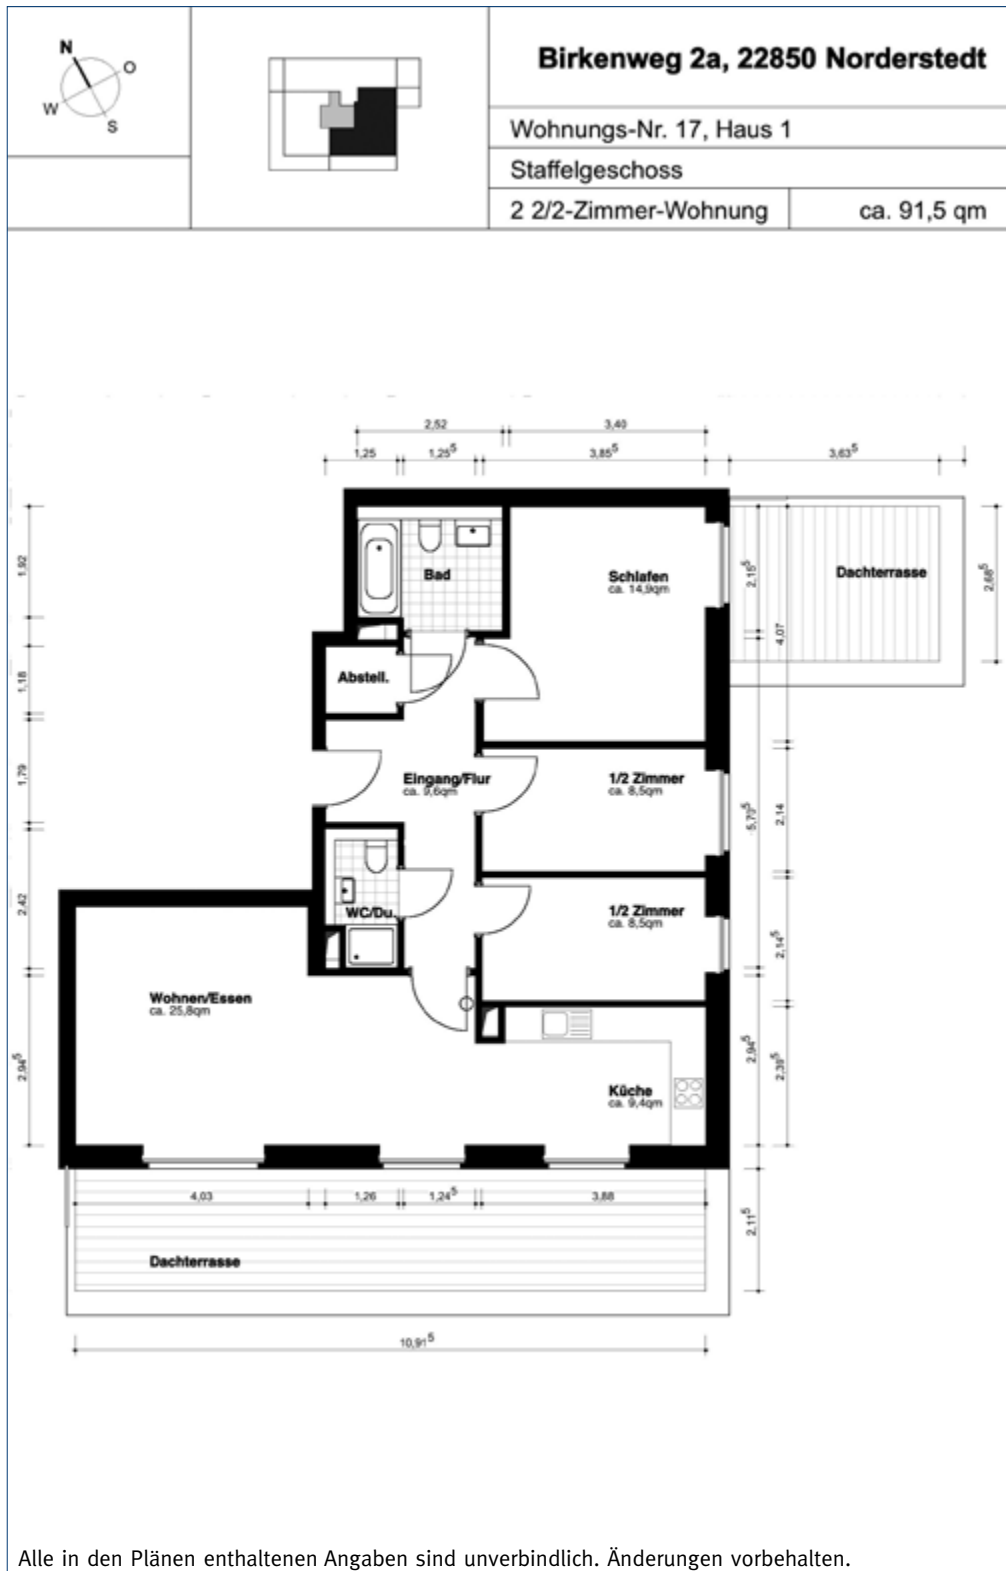 N
O
W
S
Birkenweg 2a, 22850 Norderstedt
Wohnungs-Nr. 17, Haus 1
Staffelgeschoss
2 2/2-Zimmer-Wohnung
ca. 91,5 qm
2,52
3,40
1,25
1,25⁵
3,85⁵
3,63⁵
1,92
Bad
Schlafen
ca. 14,9qm
2,15⁵
Dachterrasse
2,68⁵
4,07
1,18
Abstell.
1,79
Eingang/Flur
ca. 9,6qm
1/2 Zimmer
ca. 8,5qm
5,70⁵
2,14
2,42
WC/Du.
1/2 Zimmer
ca. 8,5qm
2,14⁵
Wohnen/Essen
ca. 25,8qm
2,94⁵
2,94⁵
2,39⁵
Küche
ca. 9,4qm
4,03
1,26
1,24⁵
3,88
2,11⁵
Dachterrasse
10,91⁵
Alle in den Plänen enthaltenen Angaben sind unverbindlich. Änderungen vorbehalten.